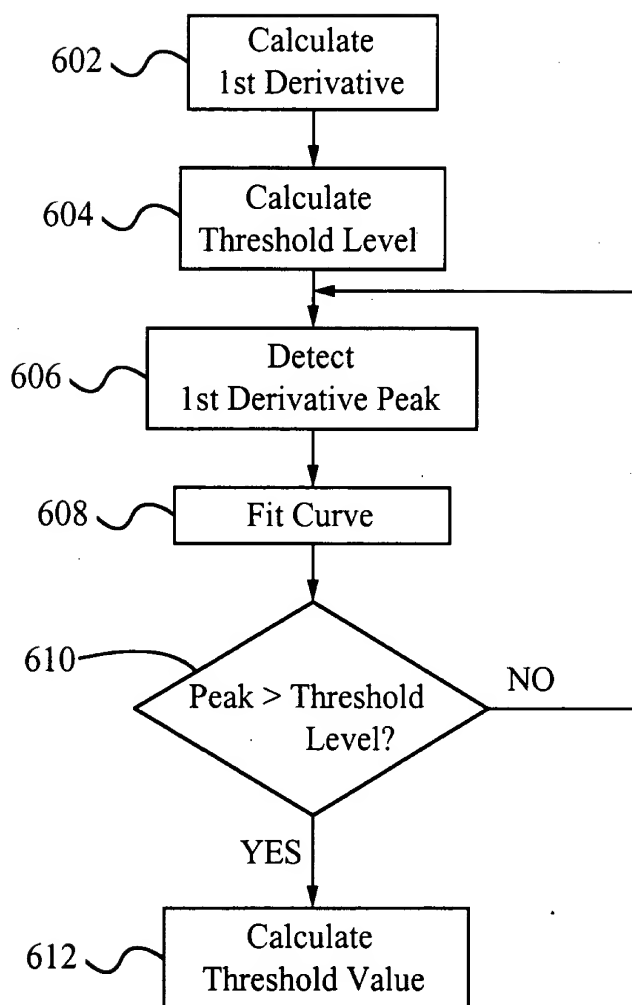 602
Calculate
1st Derivative
604
Calculate
Threshold Level
606
Detect
1st Derivative Peak
608
Fit Curve
610
Peak > Threshold
Level?
NO
YES
612
Calculate
Threshold Value